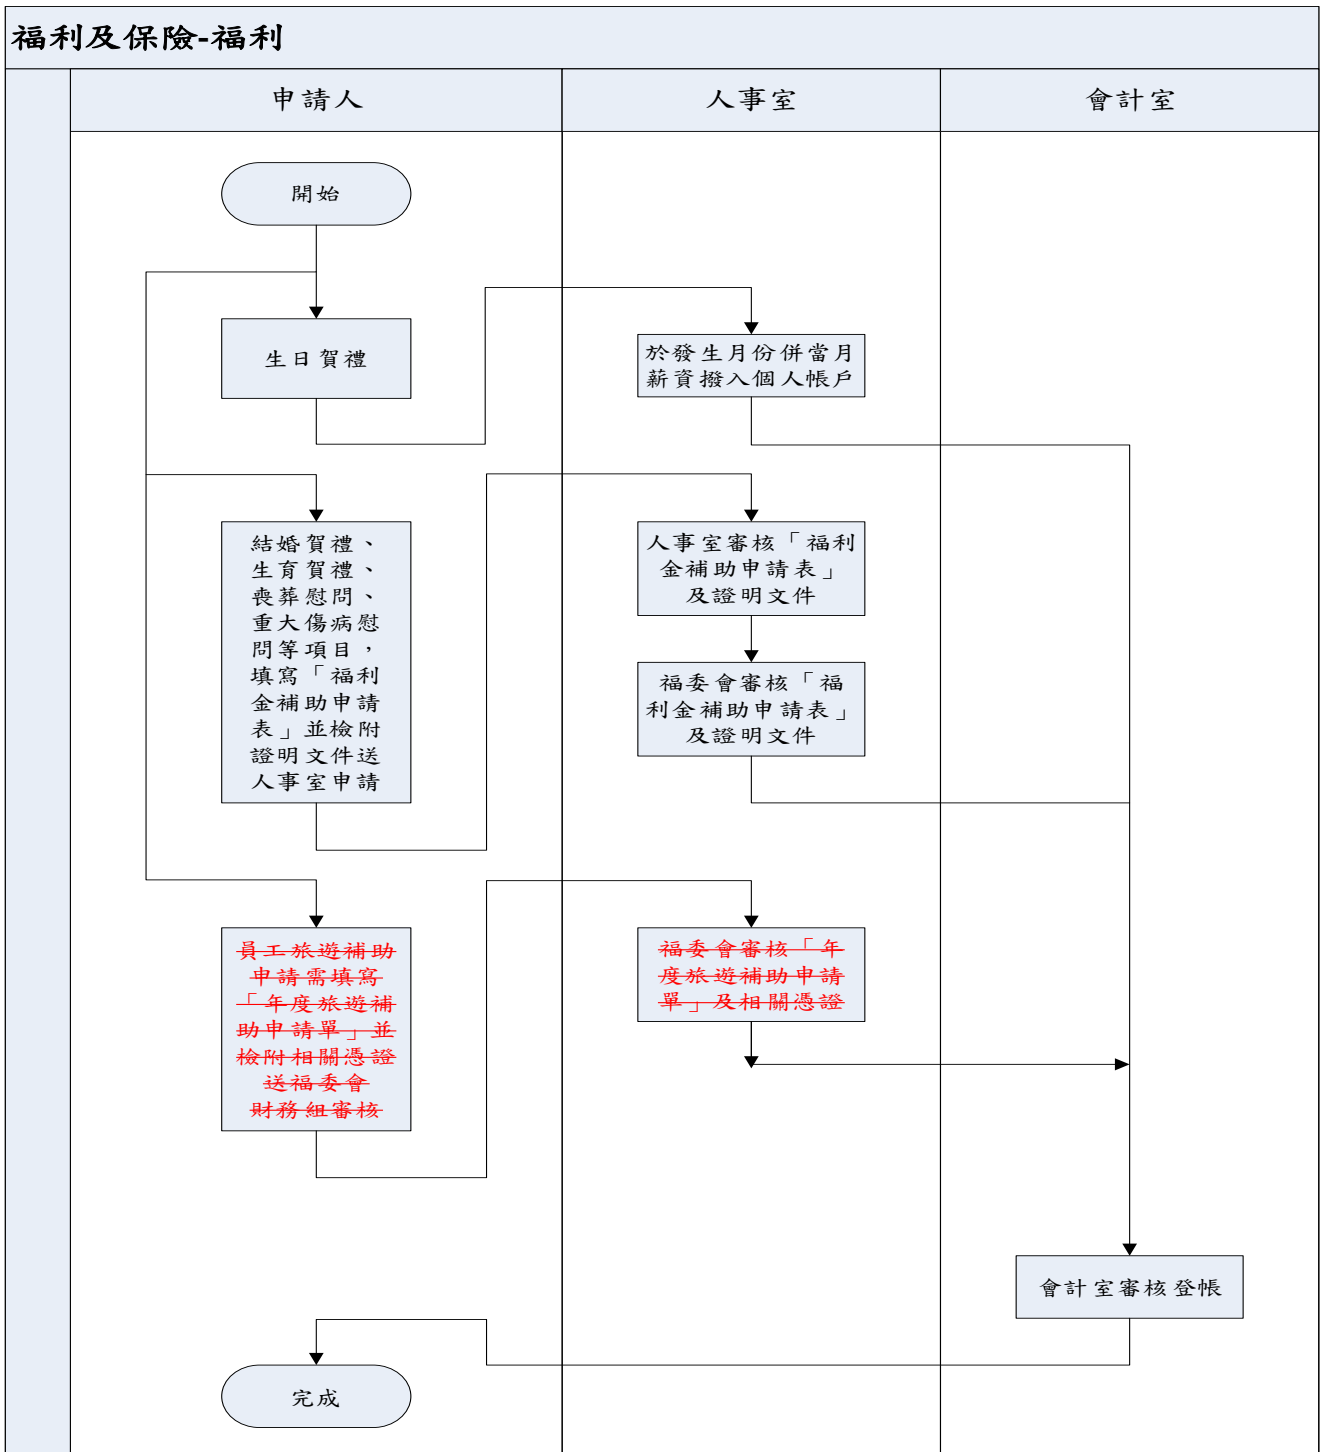 福利及保險-福利
申請人
人事室
會計室
開始
生日賀禮
於發生月份併當月
薪資撥入個人帳戶
結婚賀禮、
生育賀禮、
喪葬慰問、
重大傷病慰
問等項目，
填寫「福利
金補助申請
表」並檢附
證明文件送
人事室申請
人事室審核「福利
金補助申請表」
及證明文件
福委會審核「福
利金補助申請表」
及證明文件
員工旅遊補助
申請需填寫
「年度旅遊補
助申請單」並
檢附相關憑證
送福委會
財務組審核
福委會審核「年
度旅遊補助申請
單」及相關憑證
會計室審核登帳
完成